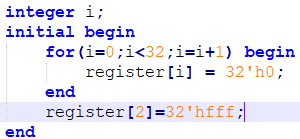 integer i;
initial begin
    for(i=0;i<32;i=i+1) begin
        register[i] = 32'h0;
    end
    register[2]=32'hfff;
end